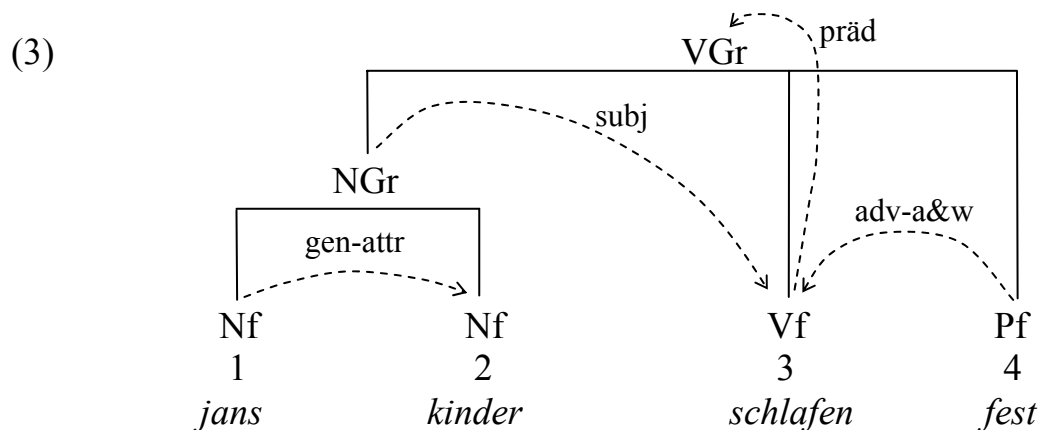 (3)
präd
VGr
subj
NGr
gen-attr
adv-a&w
Nf Nf Vf Pf
1 2 3 4
jans kinder schlafen fest